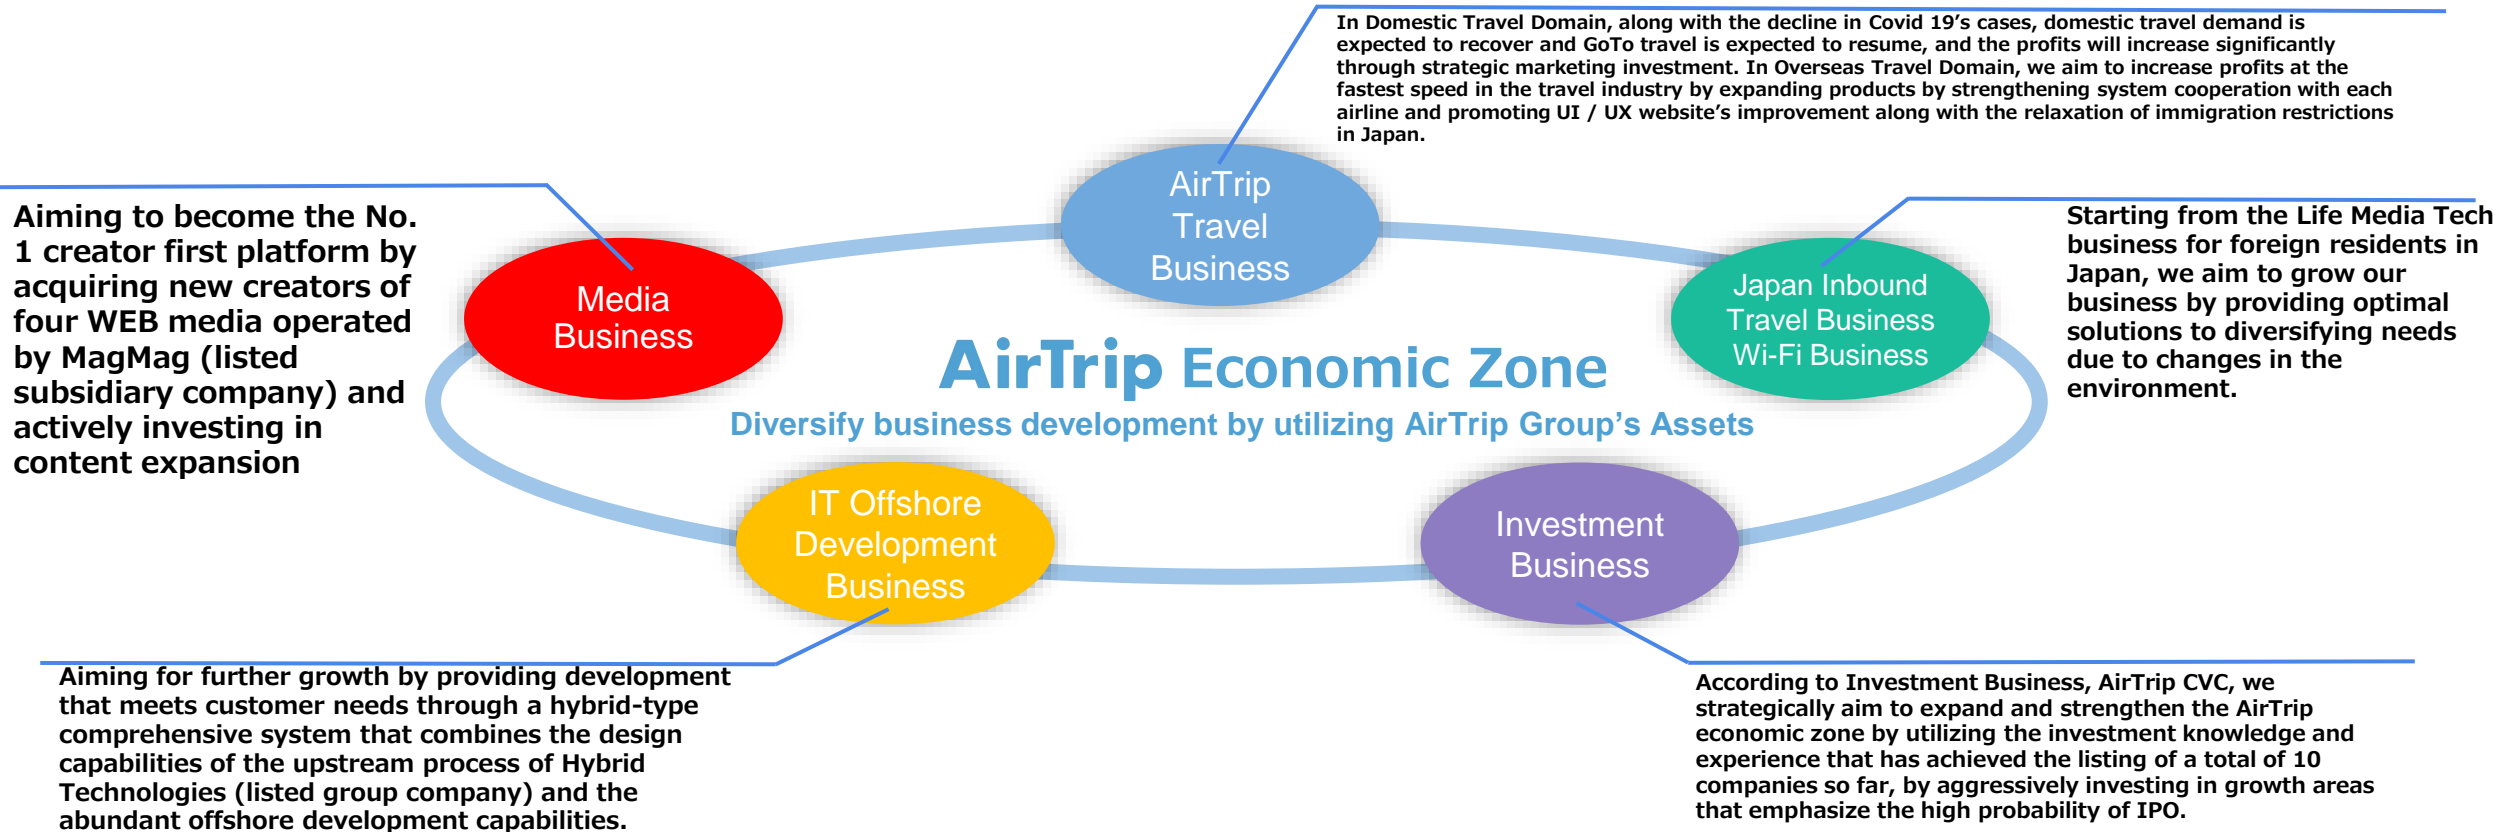 In Domestic Travel Domain, along with the decline in Covid 19's cases, domestic travel demand is
expected to recover and GoTo travel is expected to resume, and the profits will increase significantly
through strategic marketing investment. In Overseas Travel Domain, we aim to increase profits at the
fastest speed in the travel industry by expanding products by strengthening system cooperation with each
airline and promoting UI / UX website's improvement along with the relaxation of immigration restrictions
in Japan.
AirTrip
Travel
Business
Aiming to become the No.
1 creator first platform by
acquiring new creators of
four WEB media operated
by MagMag (listed
subsidiary company) and
actively investing in
content expansion
Media
Business
Japan Inbound
Travel Business
Wi-Fi Business
Starting from the Life Media Tech
business for foreign residents in
Japan, we aim to grow our
business by providing optimal
solutions to diversifying needs
due to changes in the
environment.
AirTrip Economic Zone
Diversify business development by utilizing AirTrip Group's Assets
IT Offshore
Development
Business
Investment
Business
Aiming for further growth by providing development
that meets customer needs through a hybrid-type
comprehensive system that combines the design
capabilities of the upstream process of Hybrid
Technologies (listed group company) and the
abundant offshore development capabilities.
According to Investment Business, AirTrip CVC, we
strategically aim to expand and strengthen the AirTrip
economic zone by utilizing the investment knowledge and
experience that has achieved the listing of a total of 10
companies so far, by aggressively investing in growth areas
that emphasize the high probability of IPO.